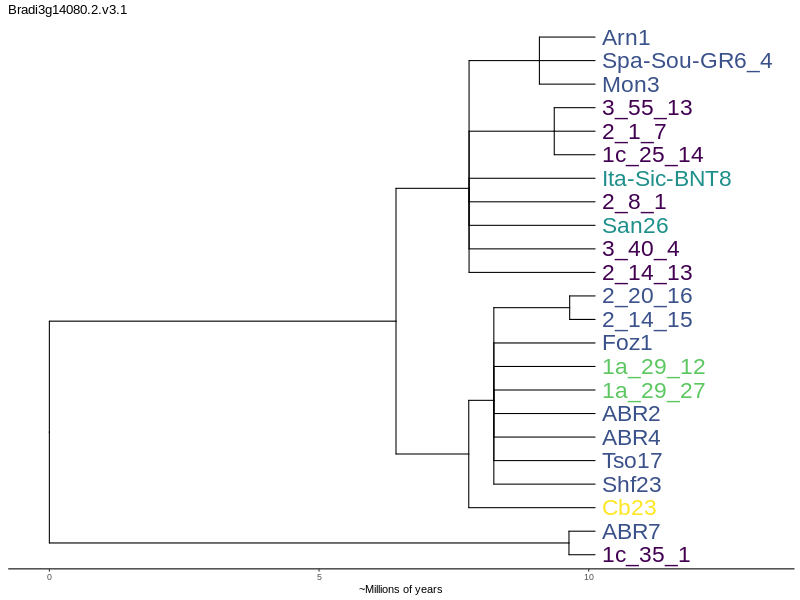 Bradi3g14080.2.v3.1
Arn1
Spa-Sou-GR6_4
Mon3
3_55_13
2_1_7
1c_25_14
Ita-Sic-BNT8
2_8_1
San26
3_40_4
2_14_13
2_20_16
2_14_15
Foz1
1a_29_12
1a_29_27
ABR2
ABR4
Tso17
Shf23
Cb23
ABR7
1c_35_1
0 5 10
~Millions of years